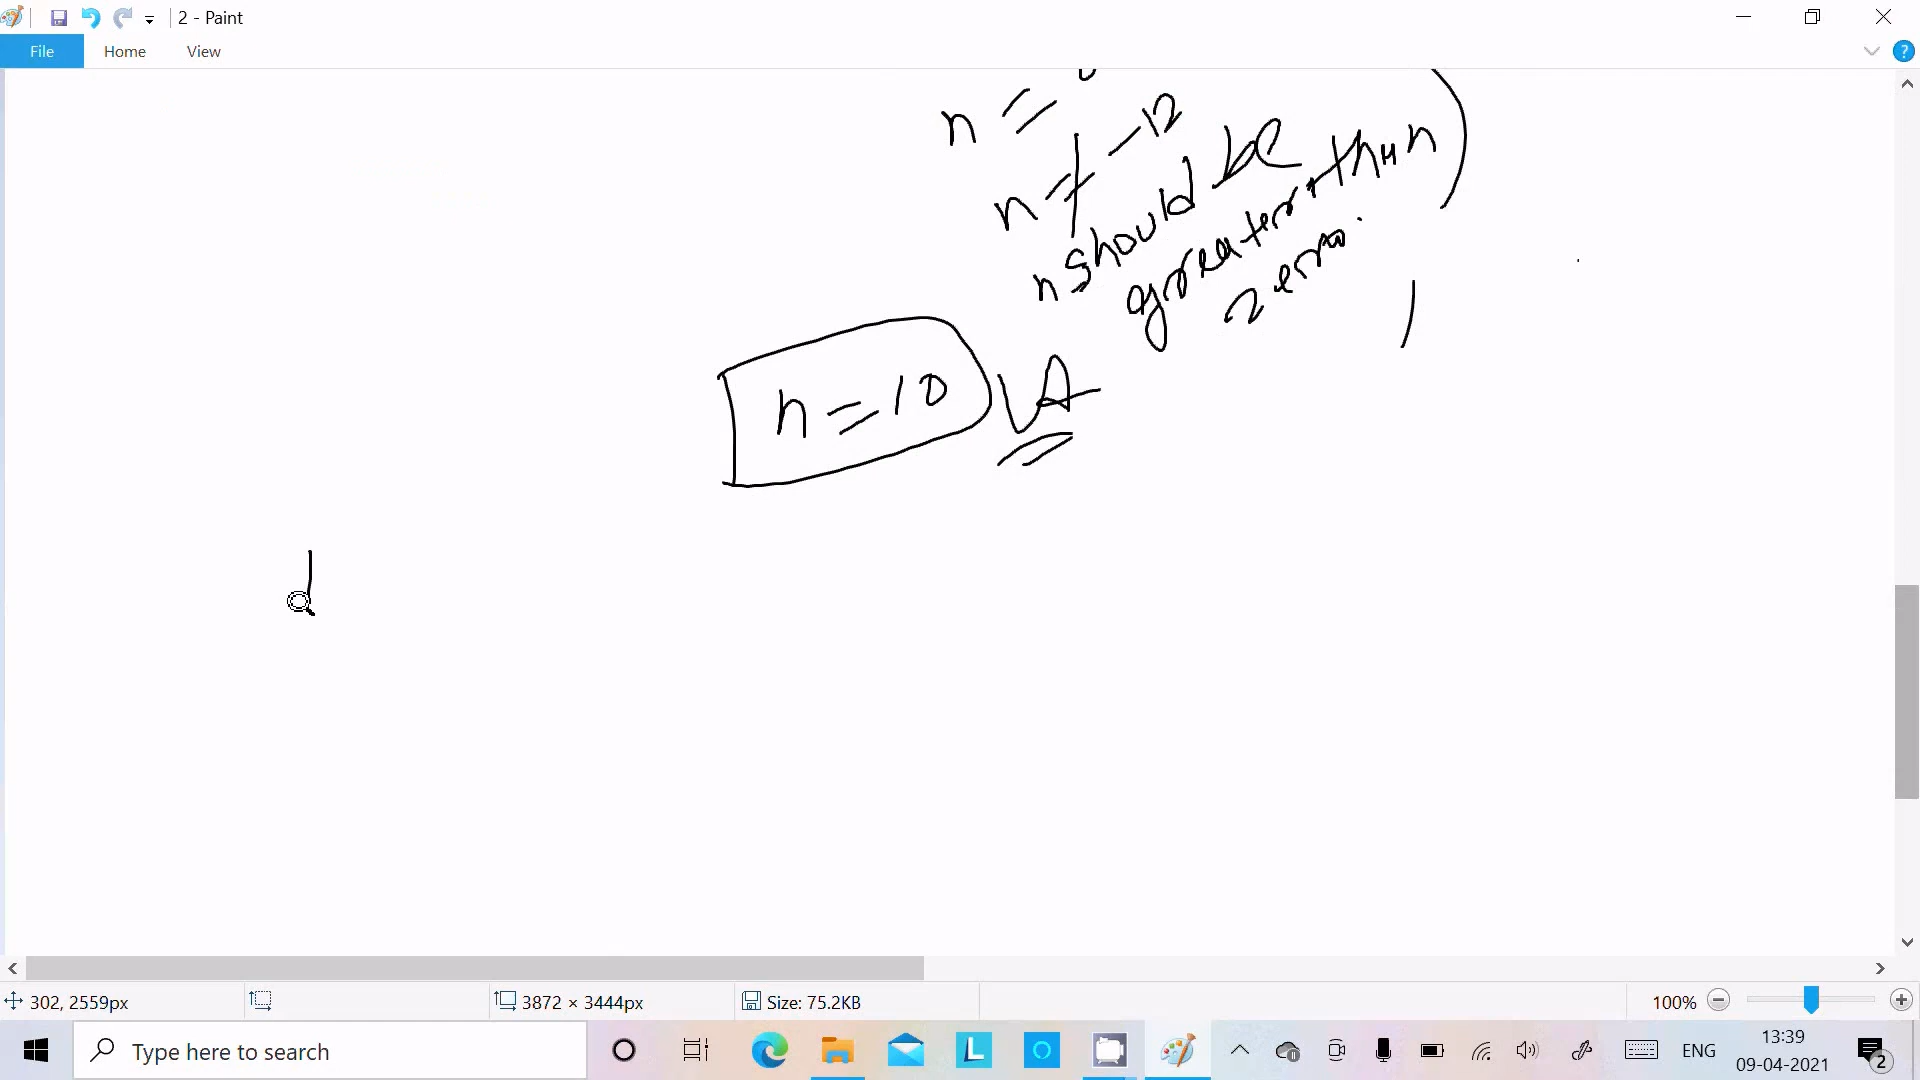 2 - Paint
File Home View
n =
n ≠ -12
n should be
greater than
zero.
n = 10
d
302, 2559px
3872 × 3444px
Size: 75.2KB
100%
Type here to search
ENG
13:39
09-04-2021
2